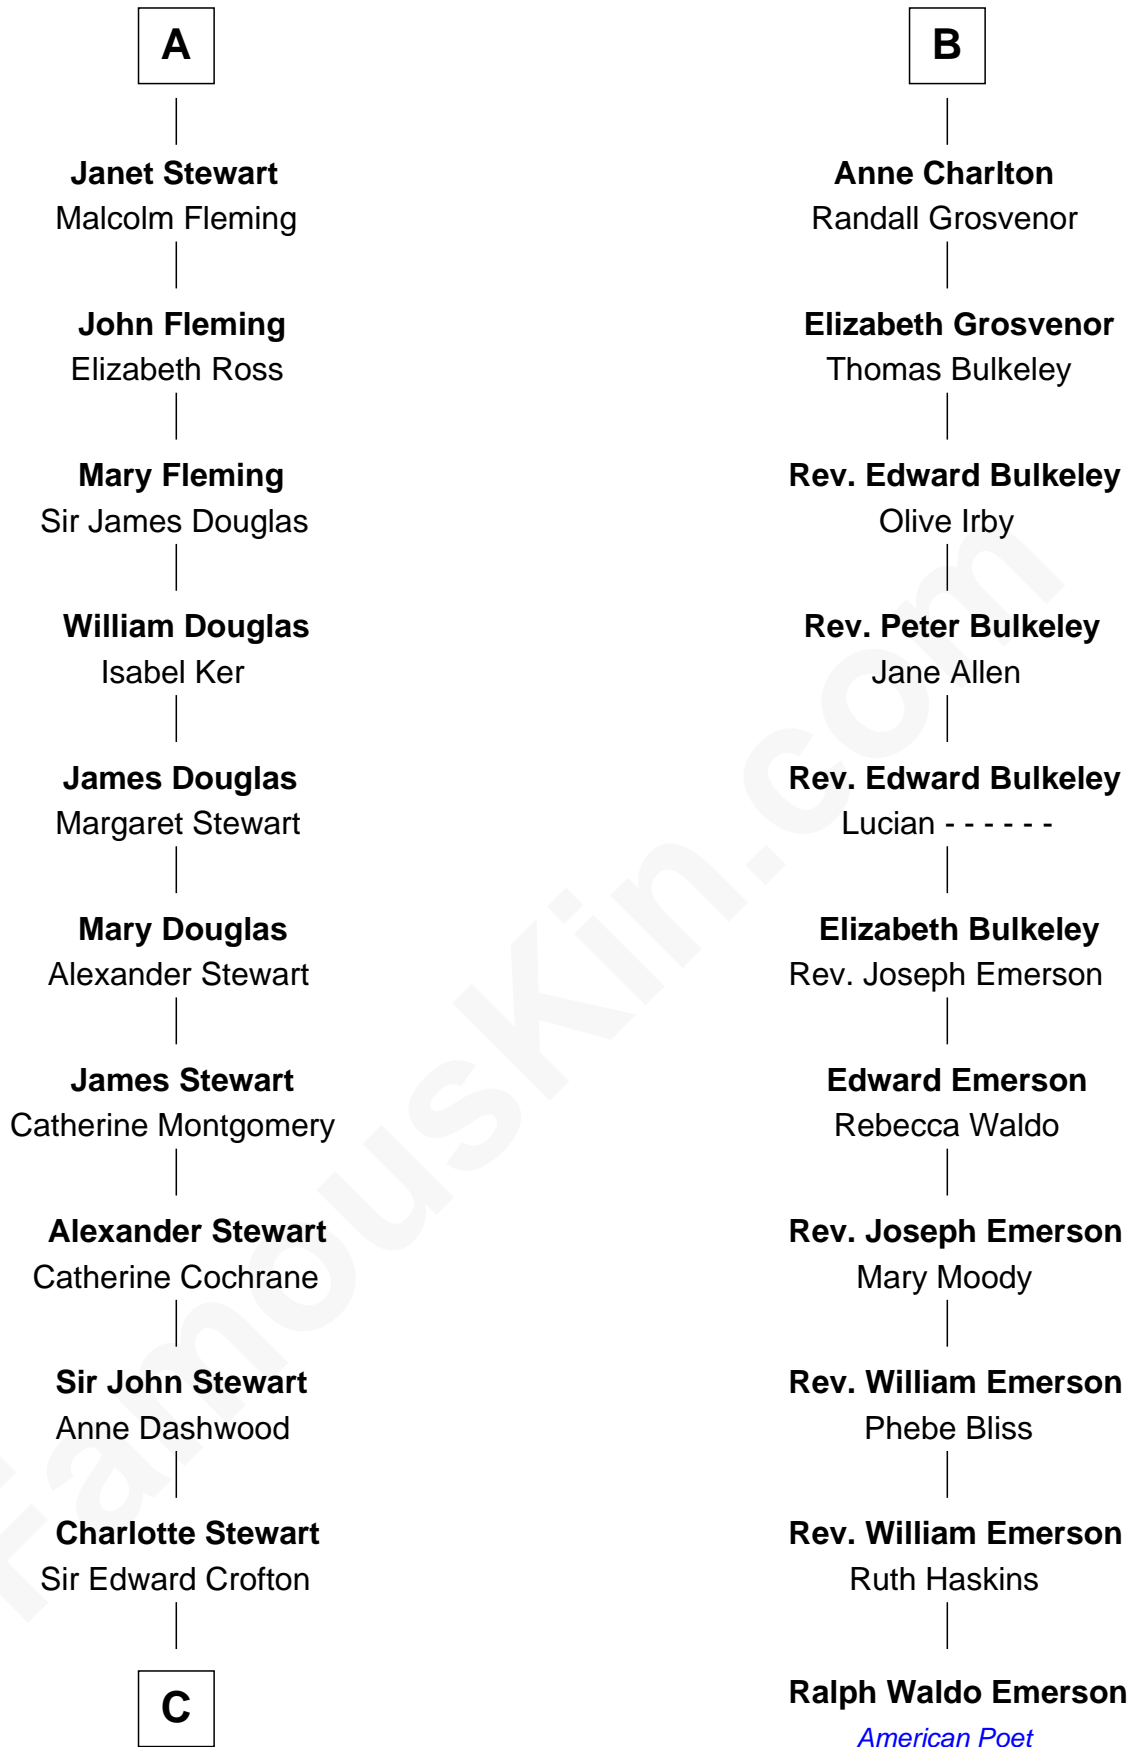 A
Janet Stewart
Malcolm Fleming
John Fleming
Elizabeth Ross
Mary Fleming
Sir James Douglas
William Douglas
Isabel Ker
James Douglas
Margaret Stewart
Mary Douglas
Alexander Stewart
James Stewart
Catherine Montgomery
Alexander Stewart
Catherine Cochrane
Sir John Stewart
Anne Dashwood
Charlotte Stewart
Sir Edward Crofton
C
B
Anne Charlton
Randall Grosvenor
Elizabeth Grosvenor
Thomas Bulkeley
Rev. Edward Bulkeley
Olive Irby
Rev. Peter Bulkeley
Jane Allen
Rev. Edward Bulkeley
Lucian - - - - - -
Elizabeth Bulkeley
Rev. Joseph Emerson
Edward Emerson
Rebecca Waldo
Rev. Joseph Emerson
Mary Moody
Rev. William Emerson
Phebe Bliss
Rev. William Emerson
Ruth Haskins
Ralph Waldo Emerson
American Poet
FamousKin.com